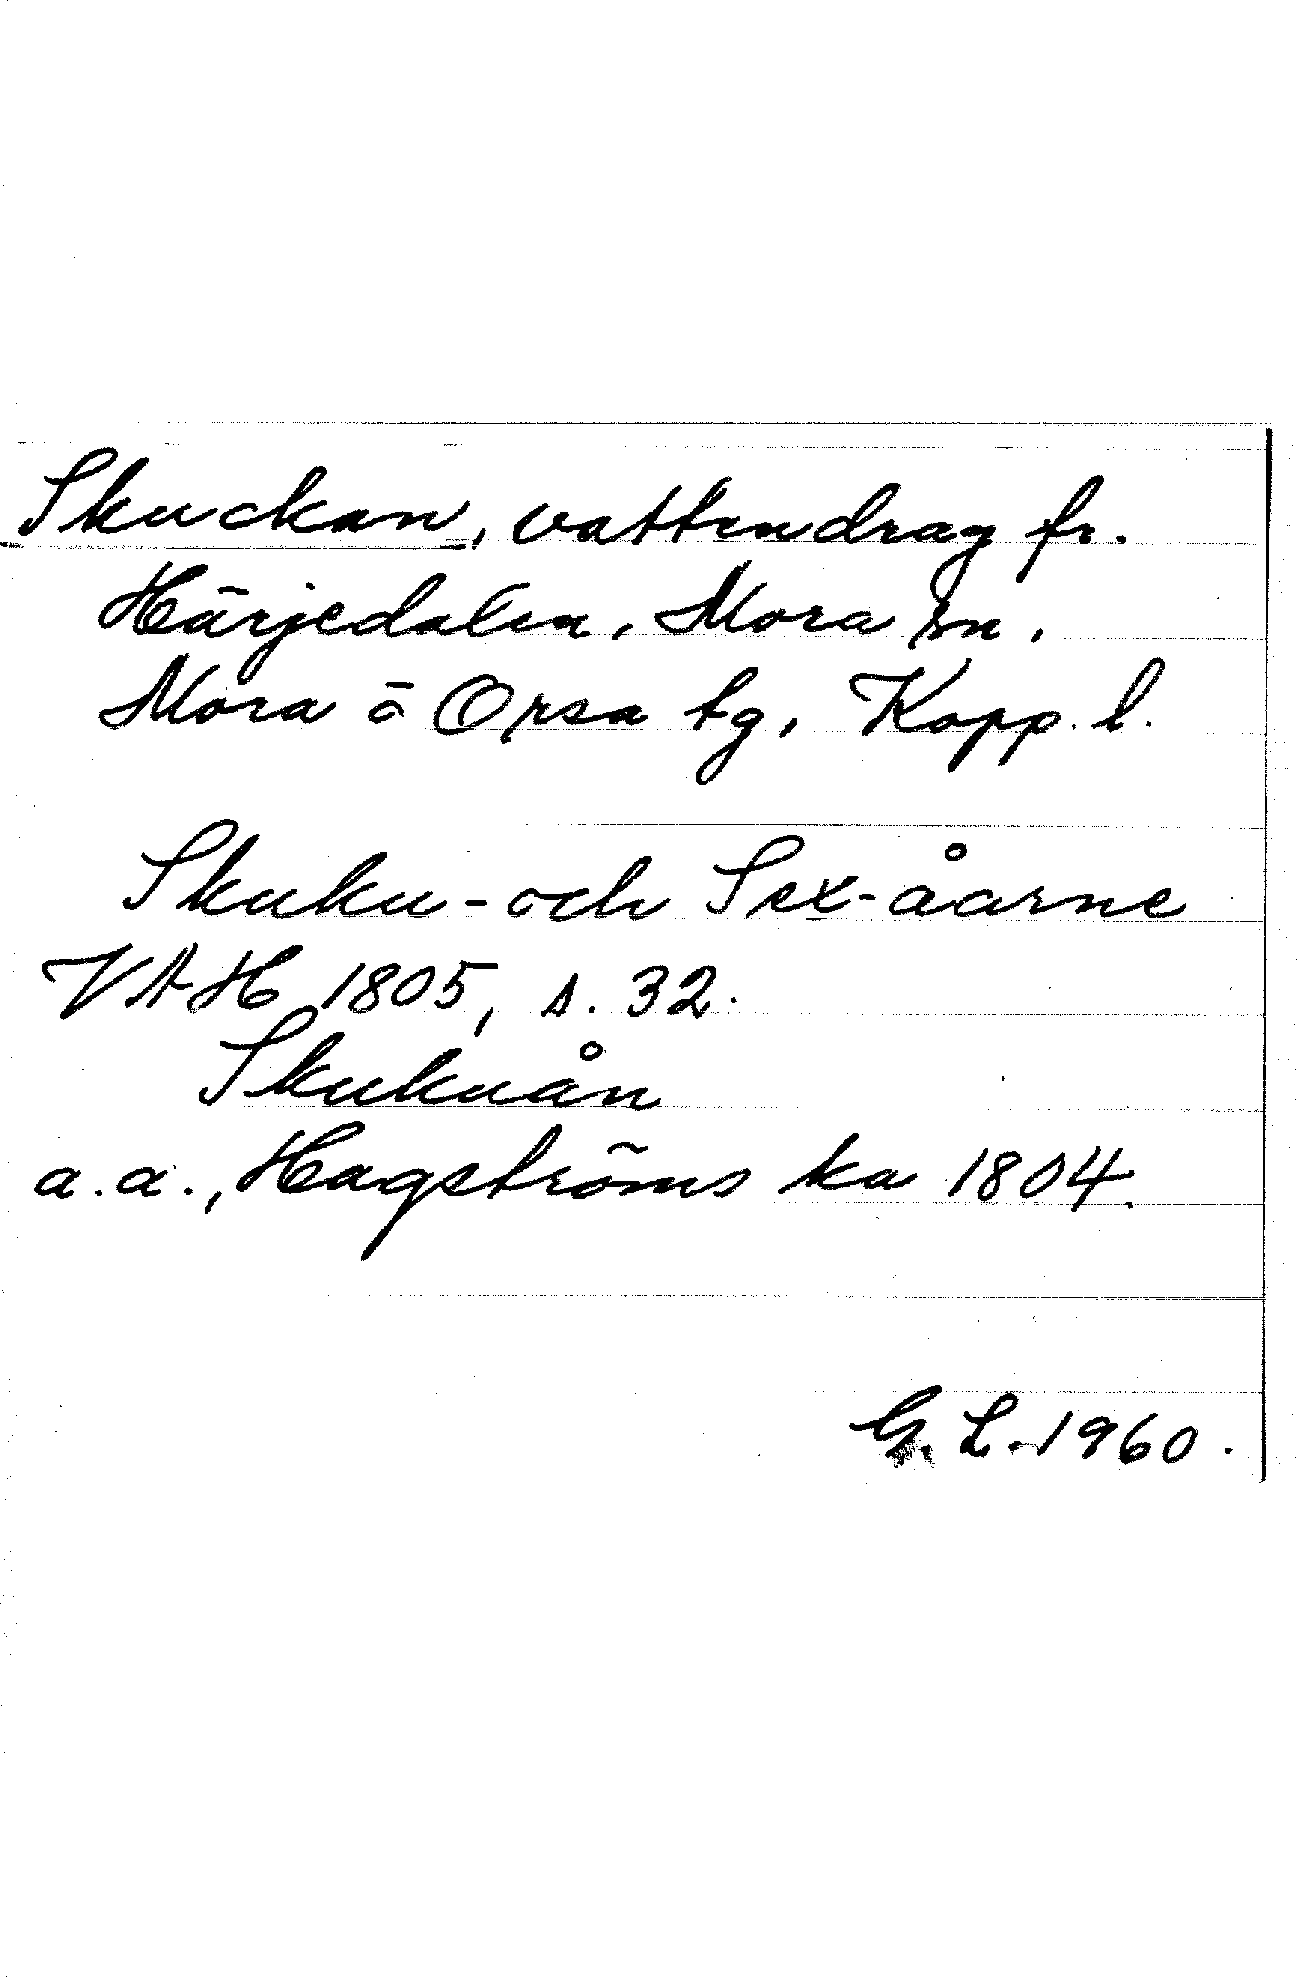 Skuckan, vattendrag fr.
Härjedalen, Mora sn.
Mora o Orsa tg, Kopp. l.
Skuku- och Sex-åarne
VAH 1805, s. 32.
Skukuån
a.a., Hagströms ka 1804.
G. L. 1960.